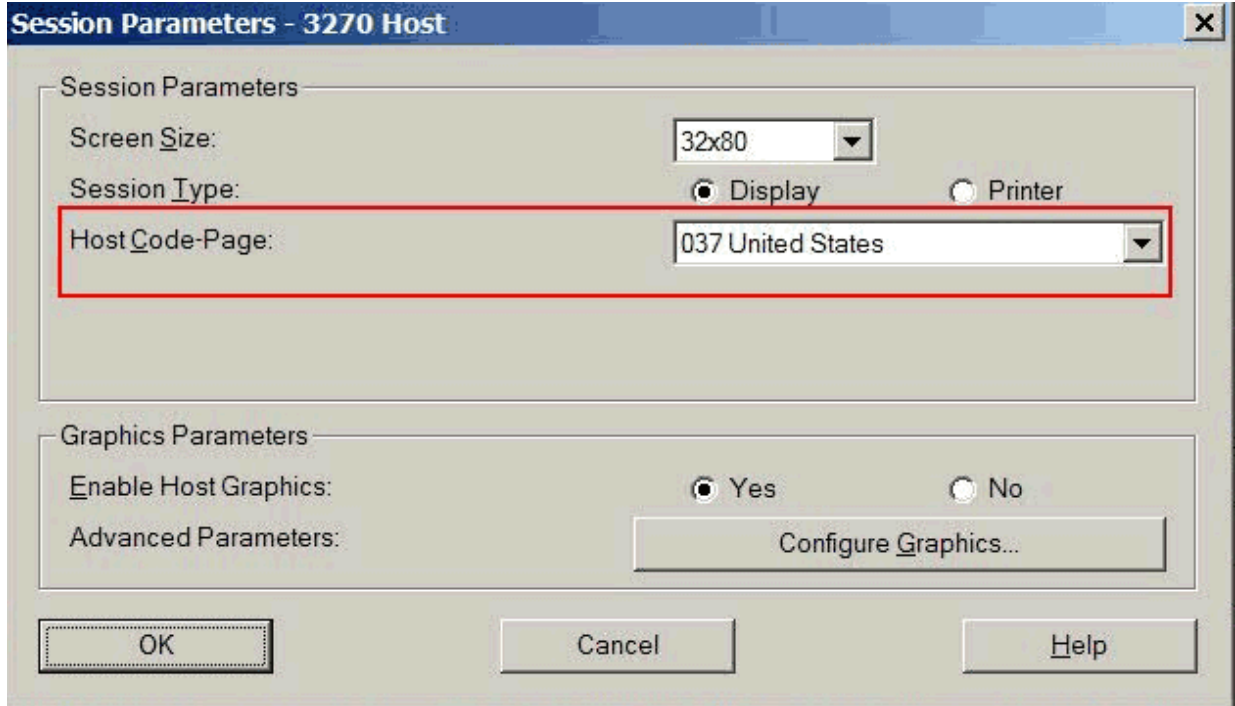 Session Parameters - 3270 Host
Session Parameters
Screen Size: 32x80
Session Type: Display Printer
Host Code-Page: 037 United States
Graphics Parameters
Enable Host Graphics: Yes No
Advanced Parameters: Configure Graphics...
OK Cancel Help